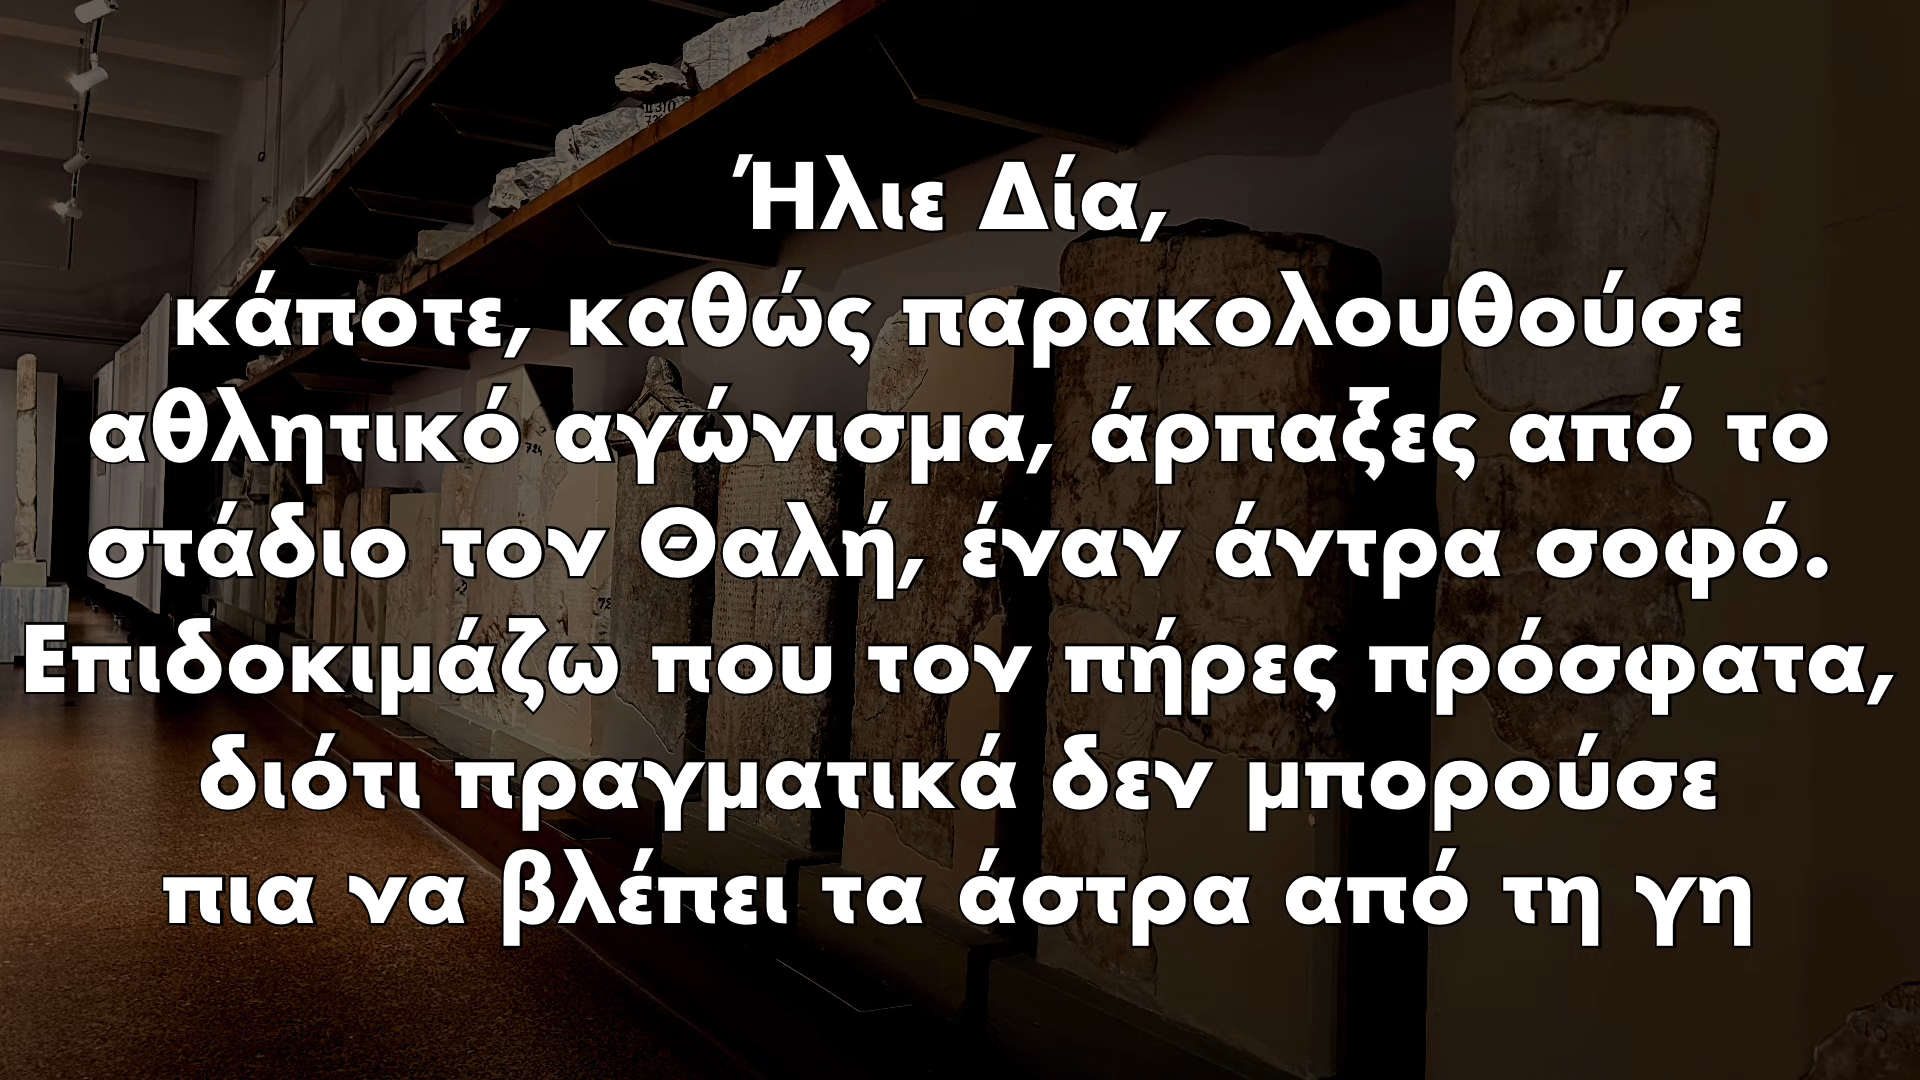 Ήλιε Δία,
κάποτε, καθώς παρακολουθούσε
αθλητικό αγώνισμα, άρπαξες από το
στάδιο τον Θαλή, έναν άντρα σοφό.
Επιδοκιμάζω που τον πήρες πρόσφατα,
διότι πραγματικά δεν μπορούσε
πια να βλέπει τα άστρα από τη γη
724